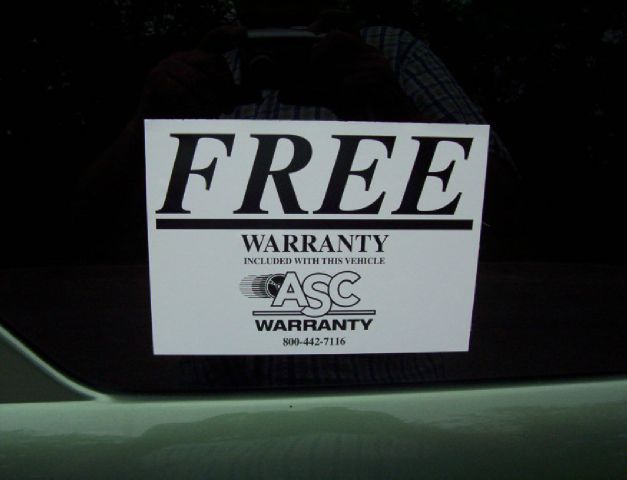 FREE
WARRANTY
INCLUDED WITH THIS VEHICLE
ASC
WARRANTY
800-442-7116